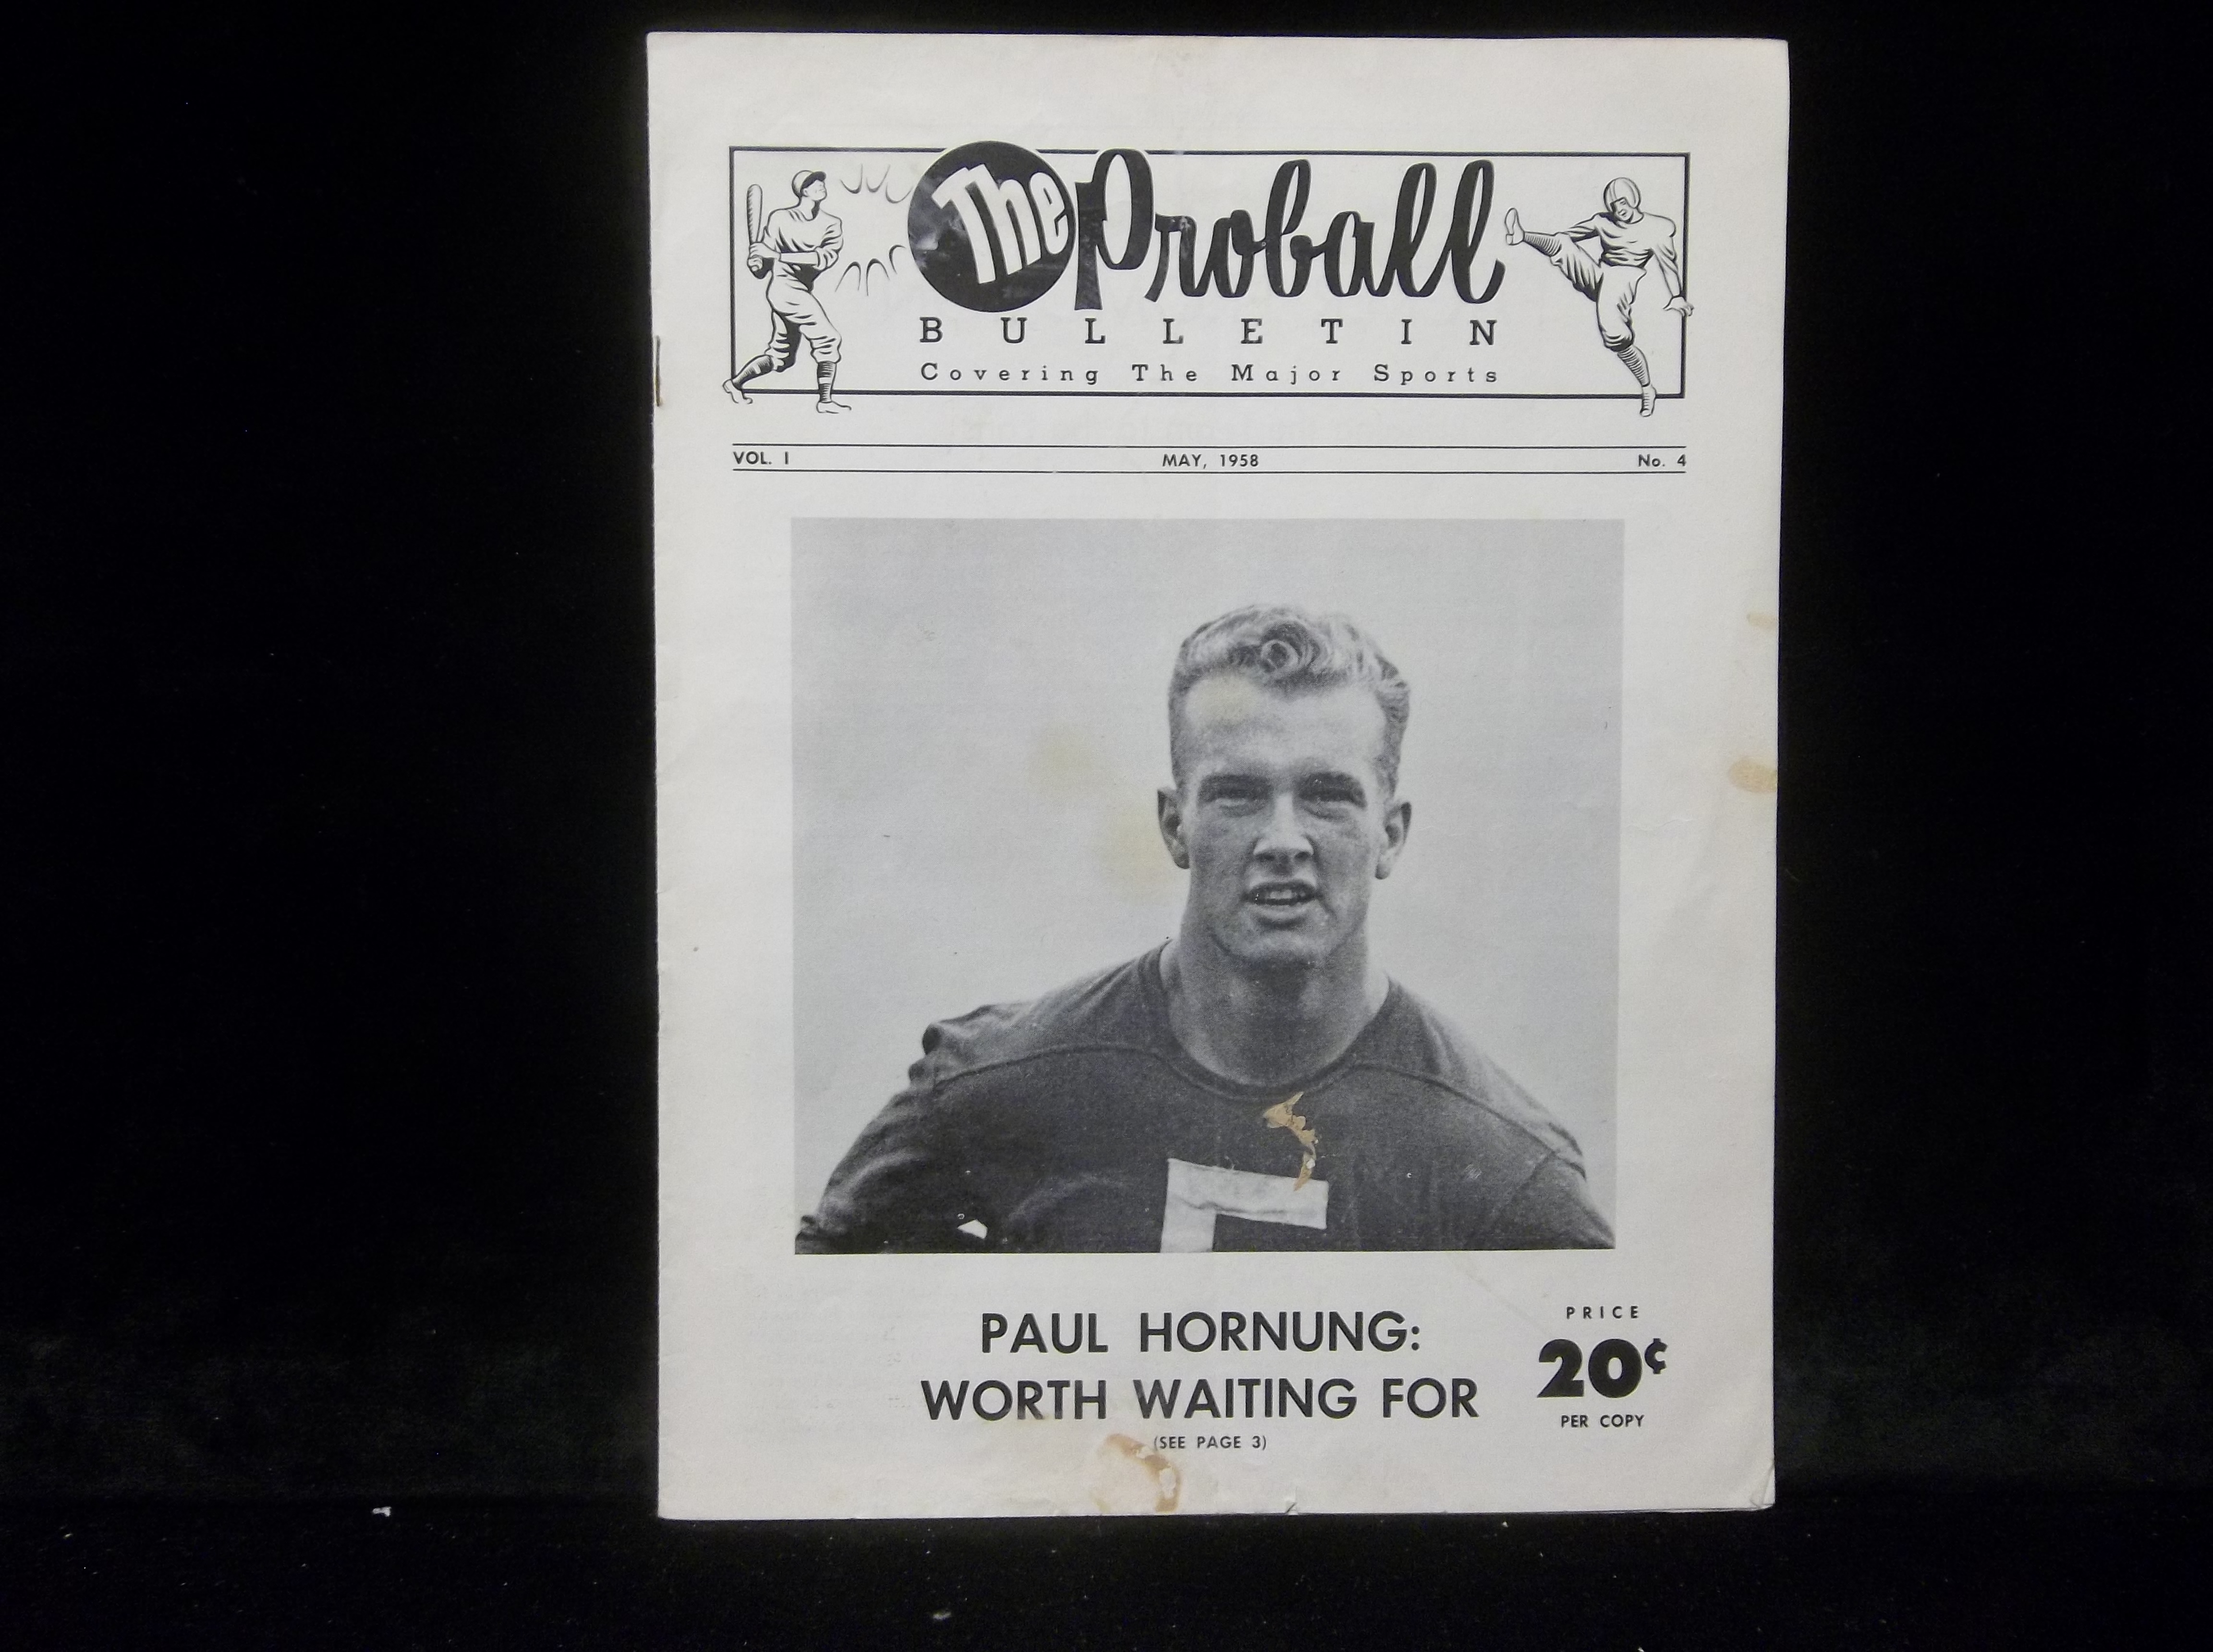 The Proball
BULLETIN
Covering The Major Sports
VOL. I MAY, 1958 No. 4
5
PAUL HORNUNG:
WORTH WAITING FOR
(SEE PAGE 3)
PRICE
20¢
PER COPY